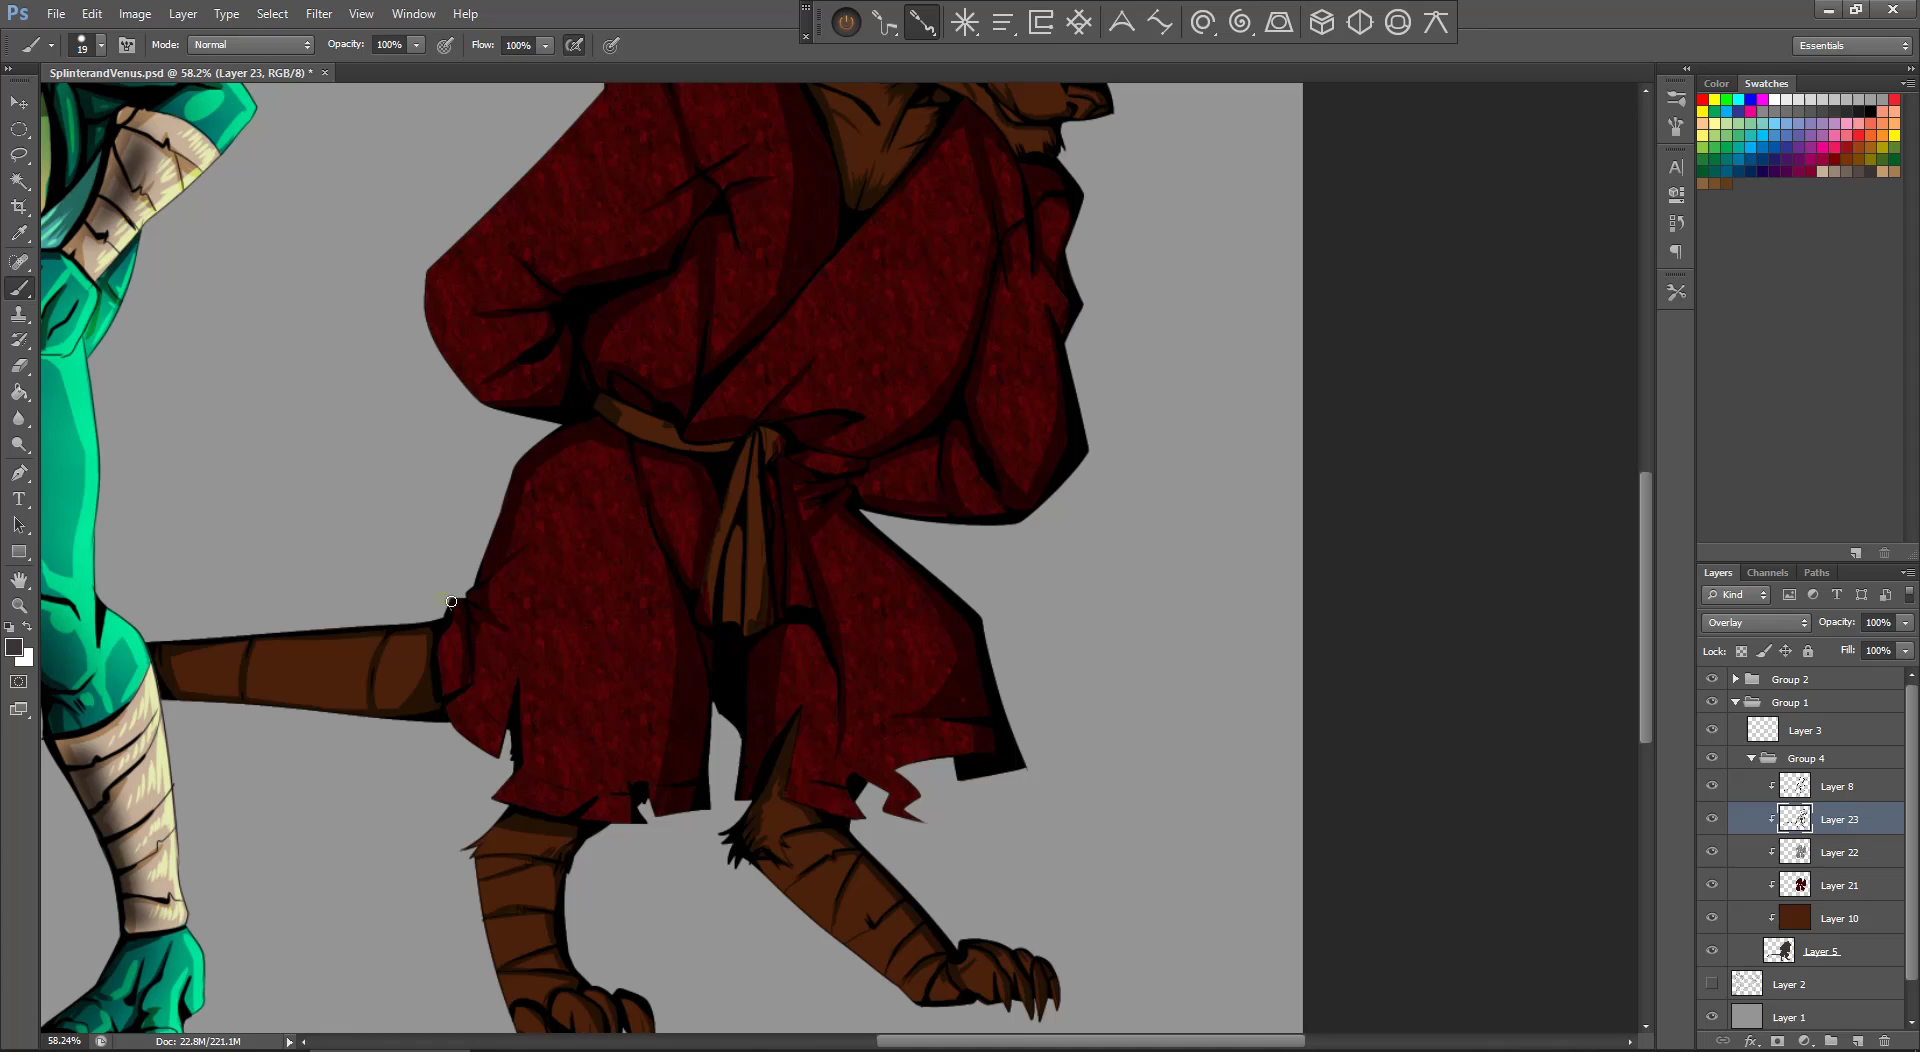 Ps File Edit Image Layer Type Select Filter View Window Help
19 Mode: Normal Opacity: 100% Flow: 100% Essentials
SplinterandVenus.psd @ 58.2% (Layer 23, RGB/8) * ×
Color Swatches
Layers Channels Paths
Kind
Overlay Opacity: 100%
Lock: Fill: 100%
Group 2
Group 1
Layer 3
Group 4
Layer 8
Layer 23
Layer 22
Layer 21
Layer 10
Layer 5
Layer 2
Layer 1
58.24% Doc: 22.8M/221.1M